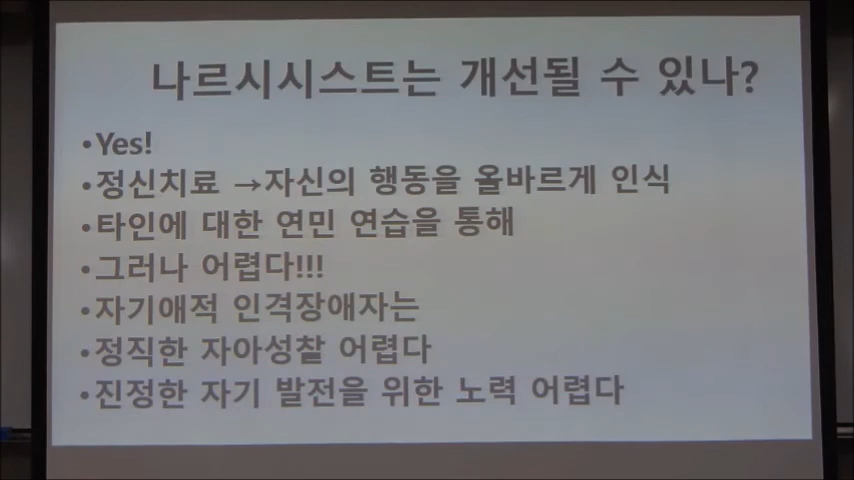 나르시시스트는 개선될 수 있나?
•Yes!
•정신치료 →자신의 행동을 올바르게 인식
•타인에 대한 연민 연습을 통해
•그러나 어렵다!!!
•자기애적 인격장애자는
•정직한 자아성찰 어렵다
•진정한 자기 발전을 위한 노력 어렵다